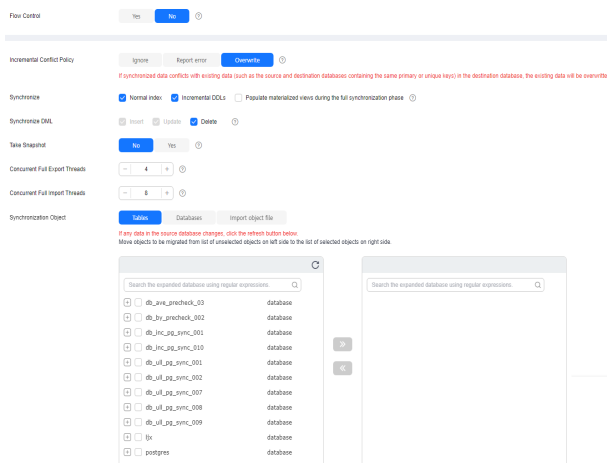 Flow Control Yes No
Incremental Conflict Policy Ignore Report error Overwrite
If synchronized data conflicts with existing data (such as the source and destination databases containing the same primary or unique keys) in the destination database, the existing data will be overwritte
Synchronize Normal index Incremental DDLs Populate materialized views during the full synchronization phase
Synchronize DML Insert Update Delete
Take Snapshot No Yes
Concurrent Full Export Threads - 4 +
Concurrent Full Import Threads - 8 +
Synchronization Object Tables Databases Import object file
If any data in the source database changes, click the refresh button below.
Move objects to be migrated from list of unselected objects on left side to the list of selected objects on right side.
Search the expanded database using regular expressions. Search the expanded database using regular expressions.
db_ave_precheck_03 database
db_by_precheck_002 database
db_inc_pg_sync_001 database
db_inc_pg_sync_010 database
db_ull_pg_sync_001 database
db_ull_pg_sync_002 database
db_ull_pg_sync_007 database
db_ull_pg_sync_008 database
db_ull_pg_sync_009 database
database
postgres database